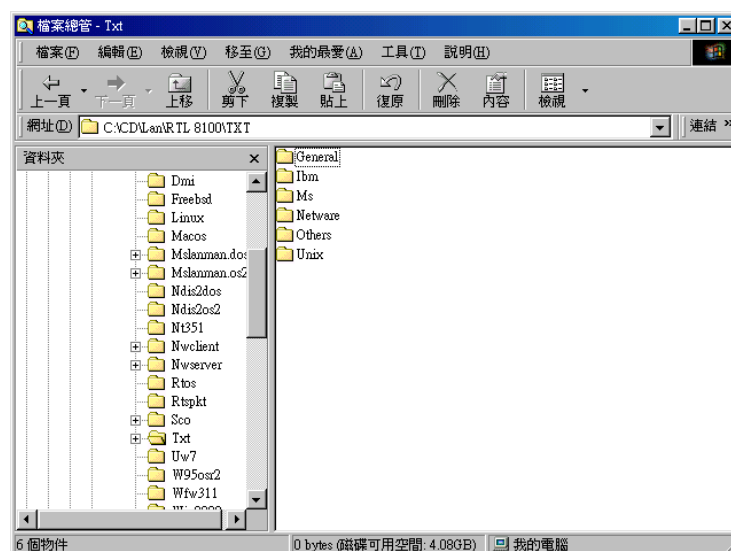 檔案總管 - Txt
檔案(F) 編輯(E) 檢視(V) 移至(G) 我的最愛(A) 工具(T) 說明(H)
上一頁 下一頁 上移 剪下 複製 貼上 復原 刪除 內容 檢視
網址(D) C:\CD\Lan\RTL 8100\TXT 連結 »
資料夾
Dmi
Freebsd
Linux
Macos
Mslanman.dos
Mslanman.os2
Ndis2dos
Ndis2os2
Nt351
Nwclient
Nwserver
Rtos
Rtspkt
Sco
Txt
Uw7
W95osr2
Wfw311
General
Ibm
Ms
Netware
Others
Unix
6 個物件 0 bytes (磁碟可用空間: 4.08GB) 我的電腦